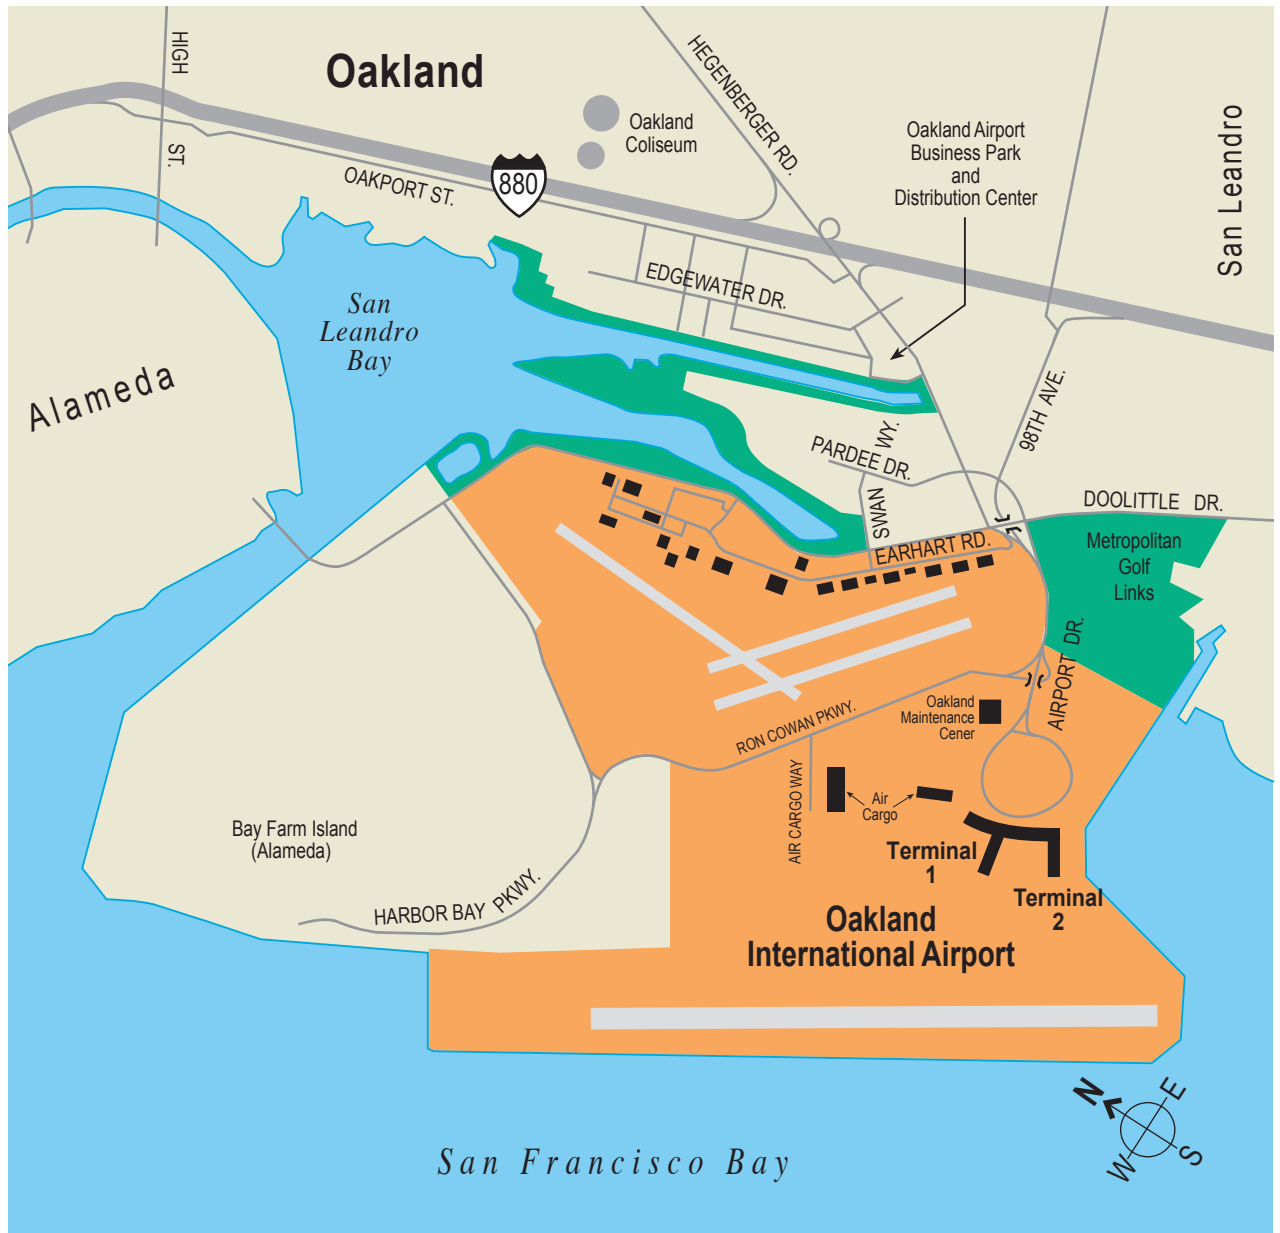 HIGH
ST.
Oakland
HEGENBERGER RD.
Oakland
Coliseum
Oakland Airport
Business Park
and
Distribution Center
San Leandro
OAKPORT ST.
880
EDGEWATER DR.
San
Leandro
Bay
Alameda
98TH AVE.
PARDEE DR.
SWAN WY.
DOOLITTLE DR.
EARHART RD.
Metropolitan
Golf
Links
AIRPORT DR.
Oakland
Maintenance
Cener
RON COWAN PKWY.
AIR CARGO WAY
Air
Cargo
Bay Farm Island
(Alameda)
Terminal
1
Terminal
2
HARBOR BAY PKWY.
Oakland
International Airport
San Francisco Bay
N
E
W
S